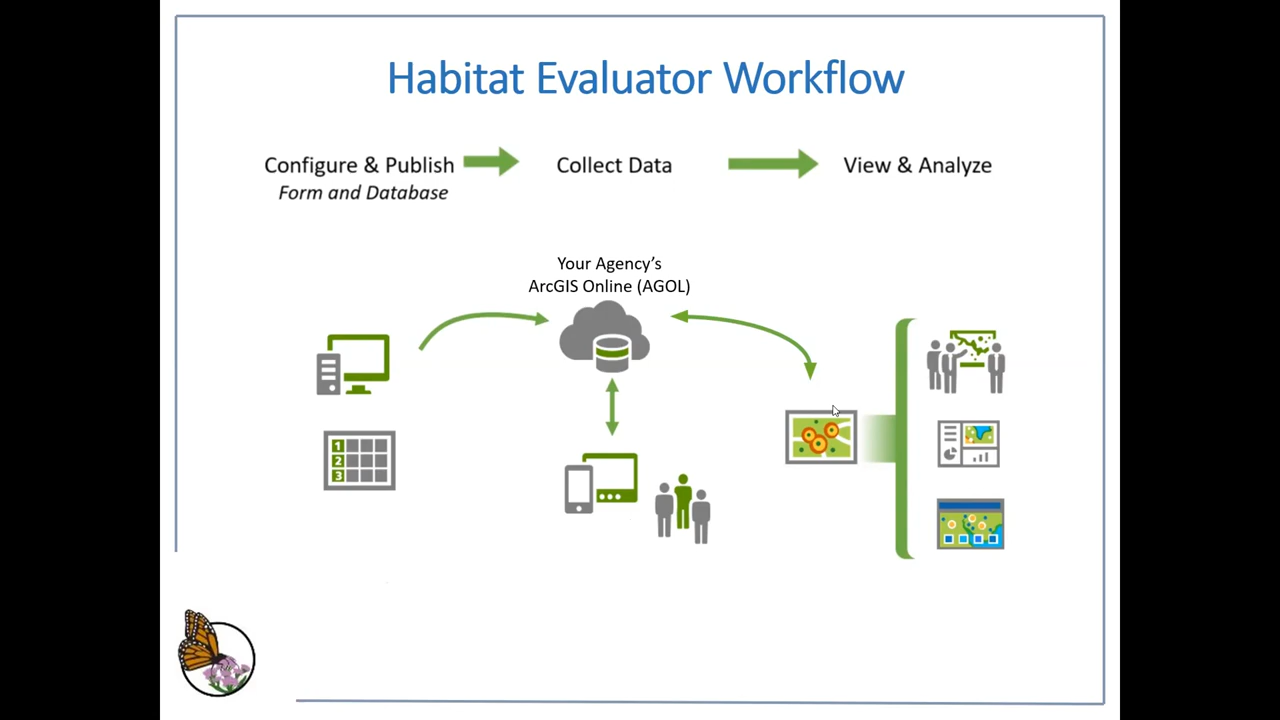 Habitat Evaluator Workflow
Configure & Publish
Form and Database
Collect Data
View & Analyze
Your Agency's
ArcGIS Online (AGOL)
1
2
3